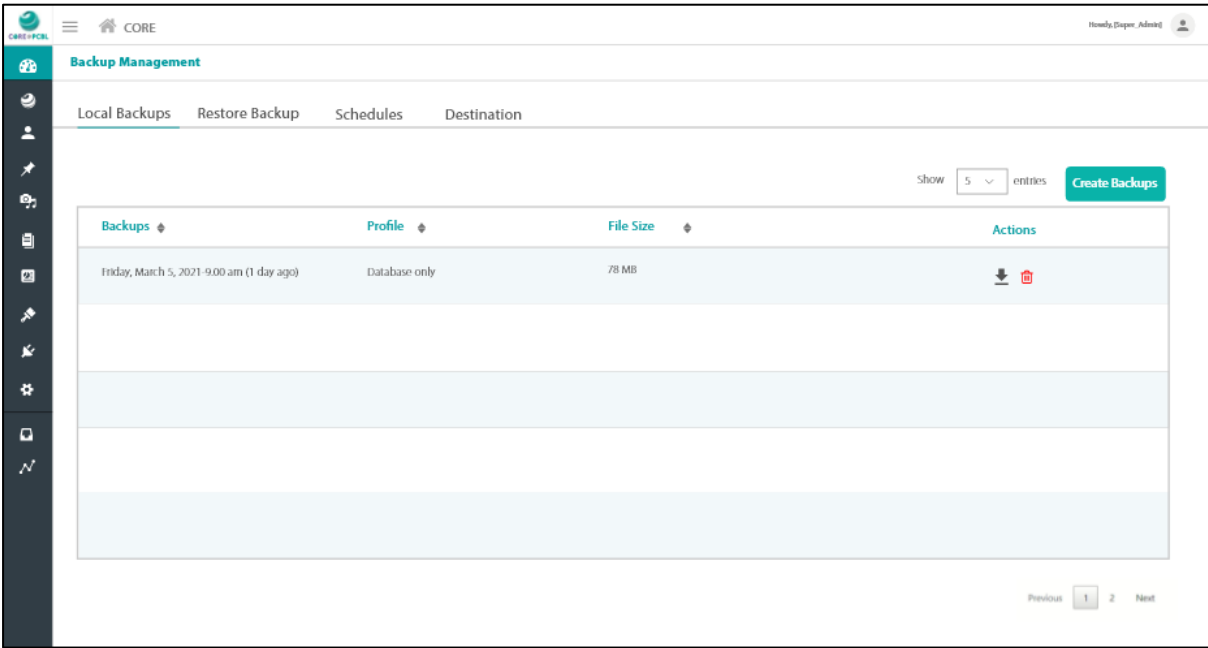 CORE PCBL
CORE
Howdy, [Super_Admin]
Backup Management
Local Backups Restore Backup Schedules Destination
Show 5 entries Create Backups
Backups Profile File Size Actions
Friday, March 5, 2021-9.00 am (1 day ago) Database only 78 MB
Previous 1 2 Next